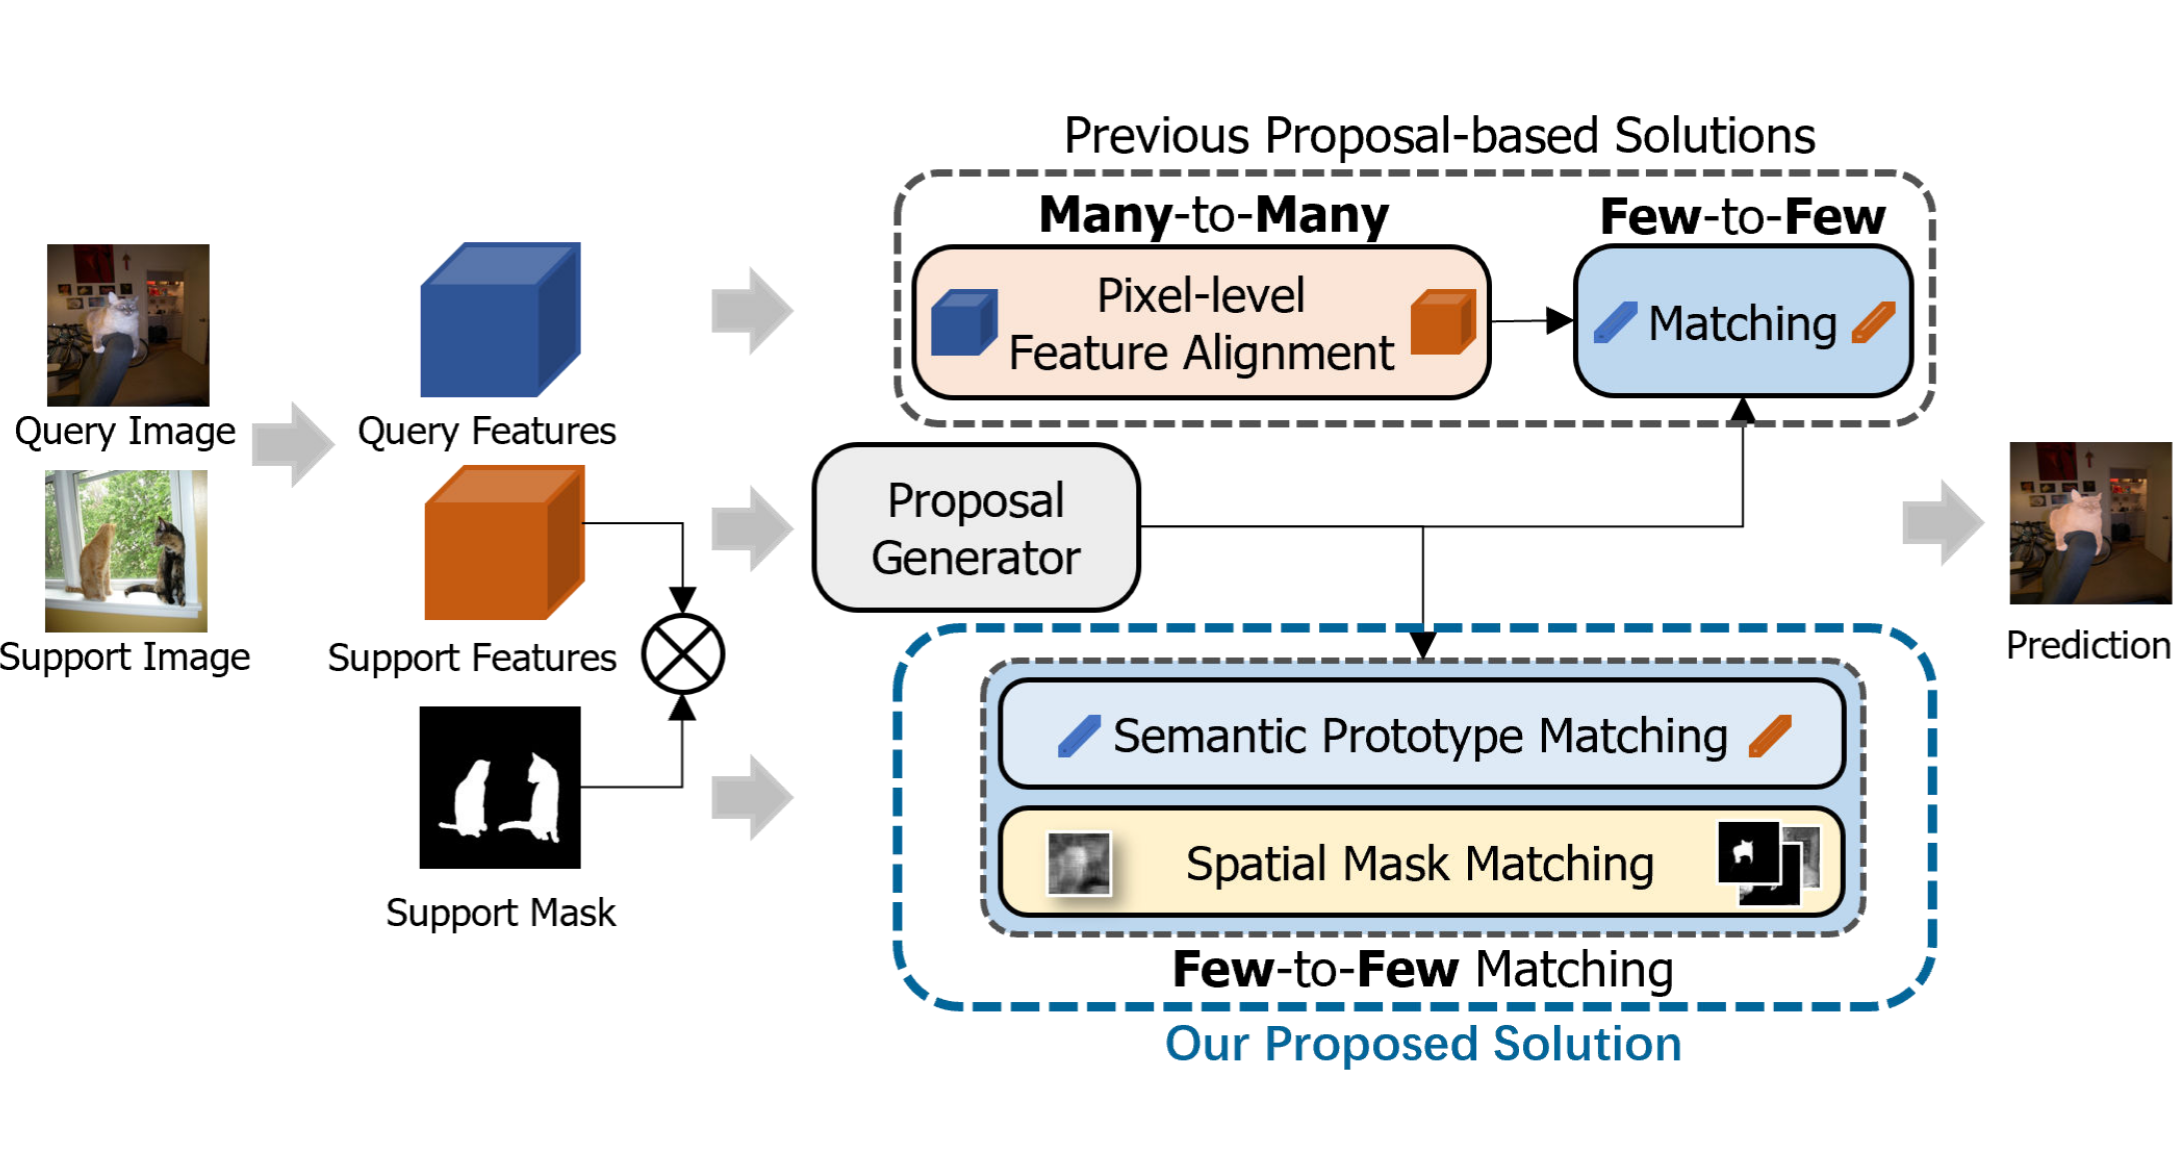 Previous Proposal-based Solutions
Many-to-Many
Few-to-Few
Pixel-level
Feature Alignment
Matching
Query Image
Query Features
Proposal
Generator
Support Image
Support Features
Prediction
Semantic Prototype Matching
Spatial Mask Matching
Support Mask
Few-to-Few Matching
Our Proposed Solution